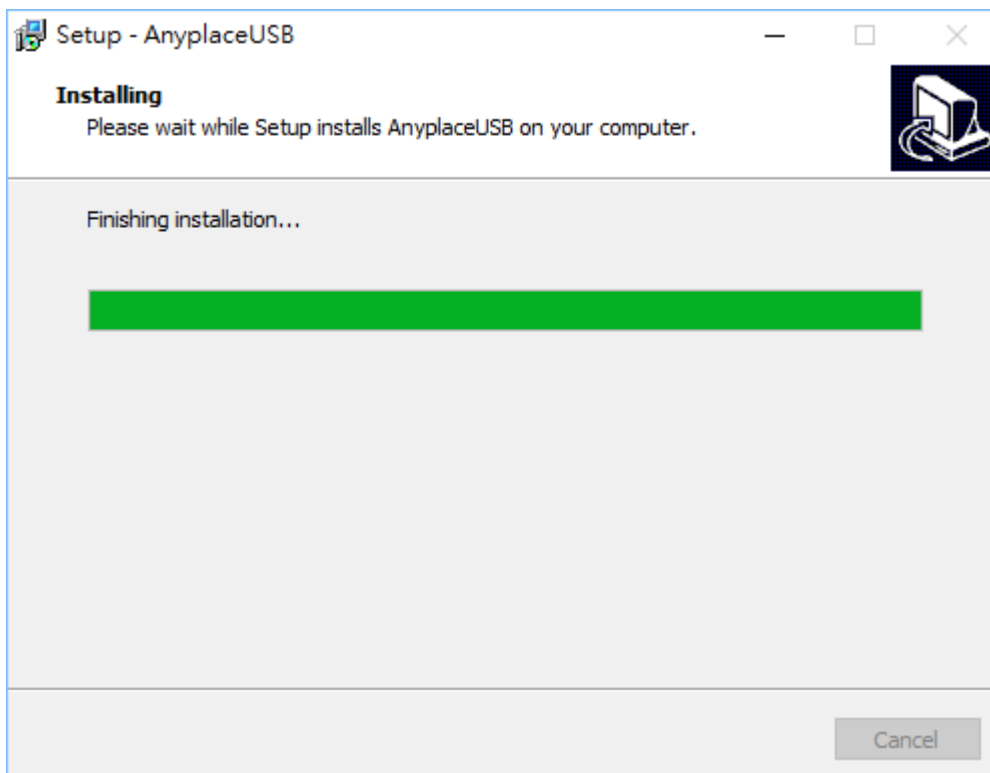 Setup - AnyplaceUSB
Installing
Please wait while Setup installs AnyplaceUSB on your computer.
Finishing installation...
Cancel